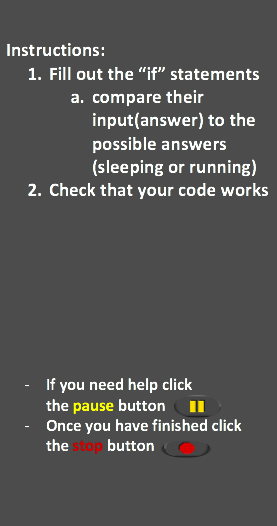 Instructions:
1. Fill out the “if” statements
a. compare their
input(answer) to the
possible answers
(sleeping or running)
2. Check that your code works
- If you need help click
the pause button
- Once you have finished click
the stop button